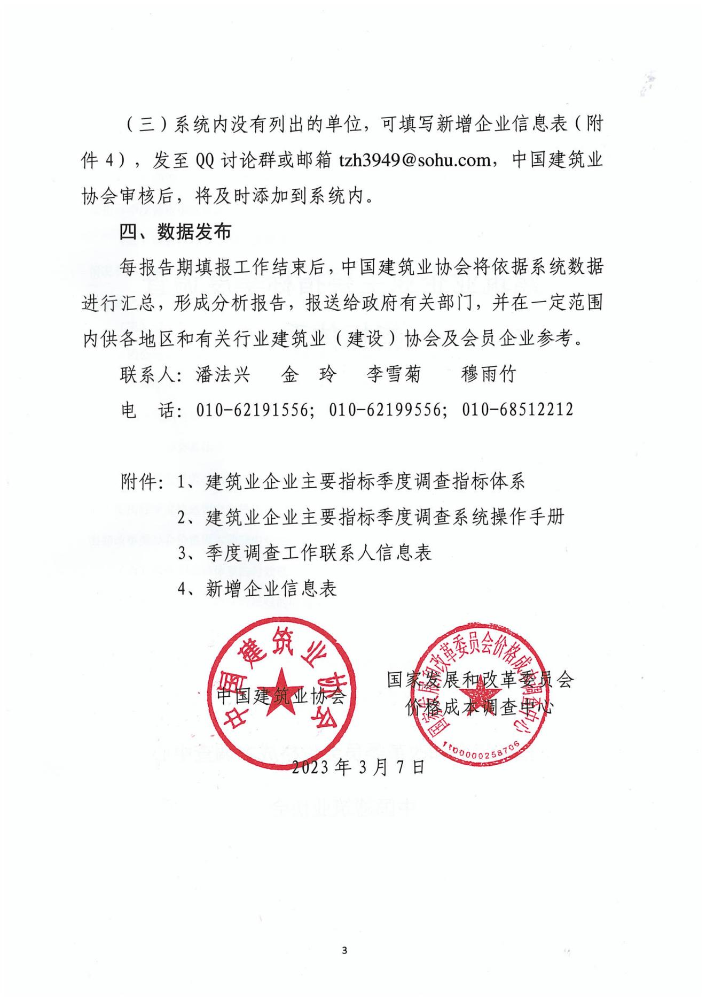 （三）系统内没有列出的单位，可填写新增企业信息表（附
件 4），发至 QQ 讨论群或邮箱 tzh3949@sohu.com，中国建筑业
协会审核后，将及时添加到系统内。
四、数据发布
每报告期填报工作结束后，中国建筑业协会将依据系统数据
进行汇总，形成分析报告，报送给政府有关部门，并在一定范围
内供各地区和有关行业建筑业（建设）协会及会员企业参考。
联系人：潘法兴 金 玲 李雪菊 穆雨竹
电 话：010-62191556；010-62199556；010-68512212
附件：1、建筑业企业主要指标季度调查指标体系
2、建筑业企业主要指标季度调查系统操作手册
3、季度调查工作联系人信息表
4、新增企业信息表
中国建筑业协会
国家发展和改革委员会价格成本调查中心
国家发展和改革委员会
中国建筑业协会
价格成本调查中心
1100000258706
2023 年 3 月 7 日
3